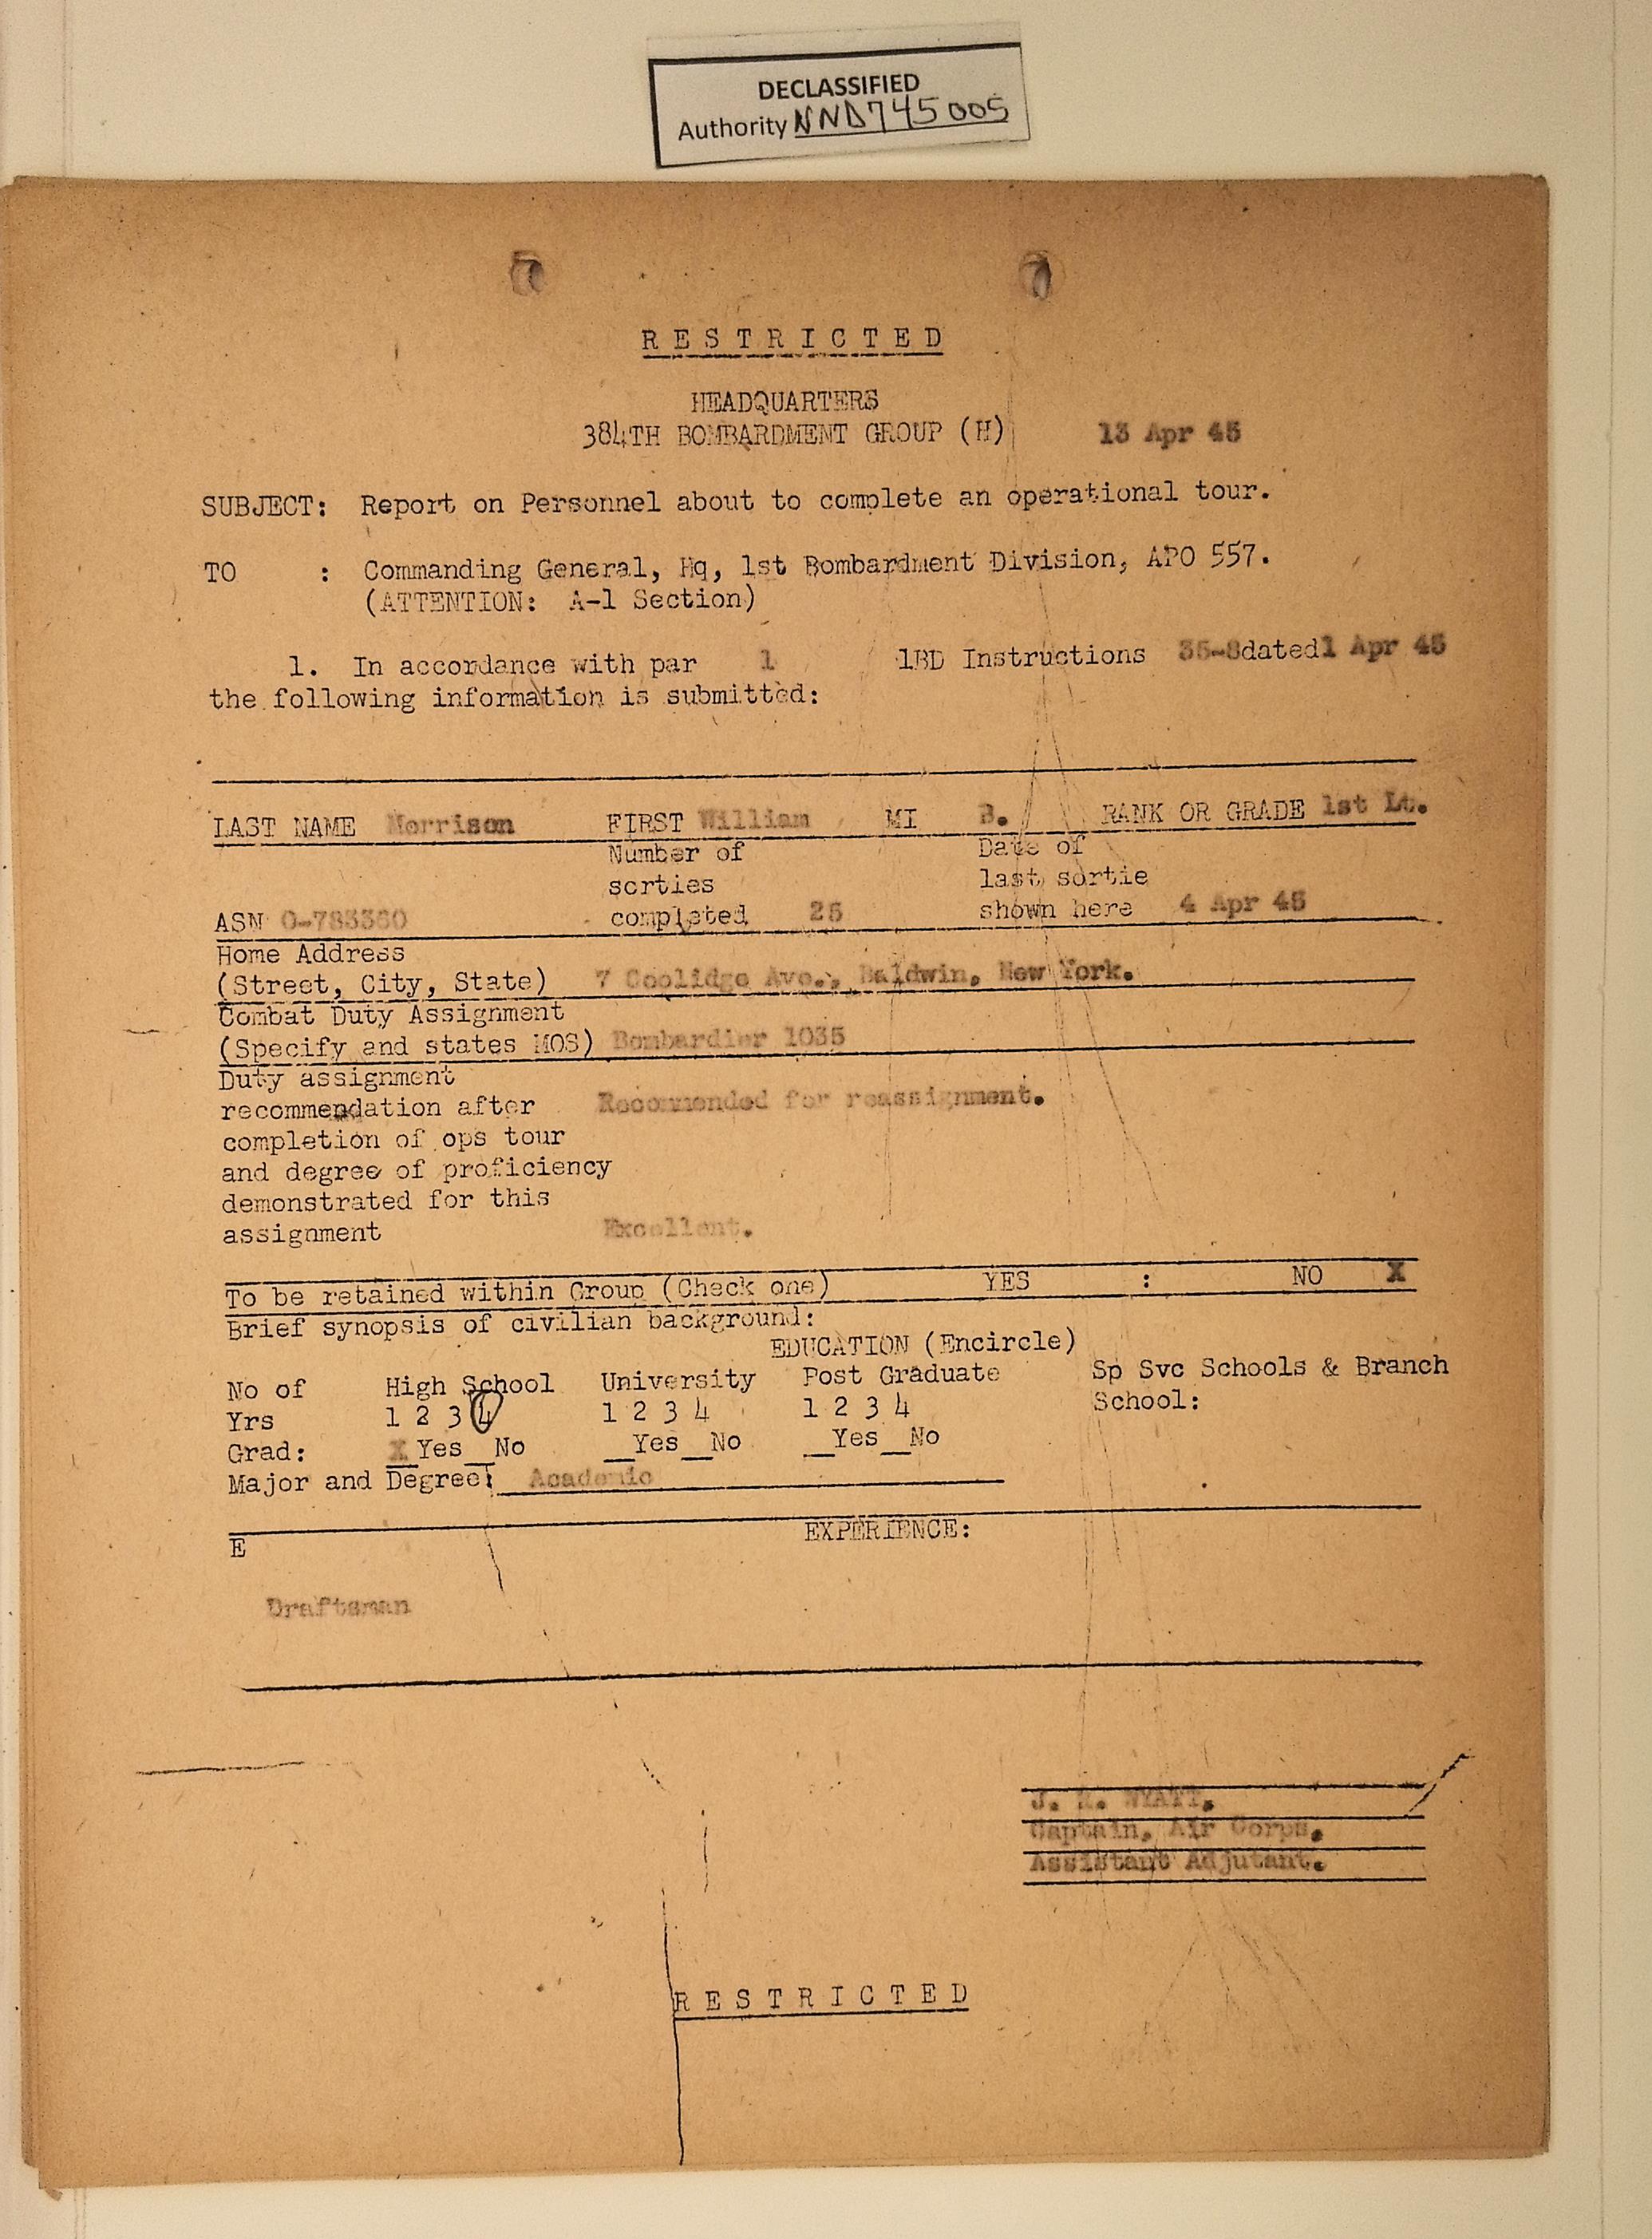 DECLASSIFIED
Authority NND745005
R E S T R I C T E D
HEADQUARTERS
384TH BOMBARDMENT GROUP (H) 13 Apr 45
SUBJECT: Report on Personnel about to complete an operational tour.
TO : Commanding General, Hq, 1st Bombardment Division, APO 557.
(ATTENTION: A-1 Section)
1. In accordance with par 1 1BD Instructions 35-8dated1 Apr 45
the following information is submitted:
LAST NAME Morrison FIRST William MI B. RANK OR GRADE 1st Lt.
Number of Date of
sorties last sortie
ASN completed 25 shown here 4 Apr 45
Home Address
(Street, City, State) 7 Coolidge Ave., Baldwin, New York.
Combat Duty Assignment
(Specify and states MOS) Bombardier 1035
Duty assignment
recommendation after Recommended for reassignment.
completion of ops tour
and degree of proficiency
demonstrated for this
assignment Excellent.
To be retained within Group (Check one) YES : NO X
Brief synopsis of civilian background:
EDUCATION (Encircle)
No of High School University Post Graduate Sp Svc Schools & Branch
Yrs 1 2 3 4 1 2 3 4 1 2 3 4 School:
Grad: X Yes__No __Yes__No __Yes__No
Major and Degree: Academic
E EXPERIENCE:
Draftsman
J. WYATT,
Captain, Air Corps,
Assistant Adjutant.
R E S T R I C T E D